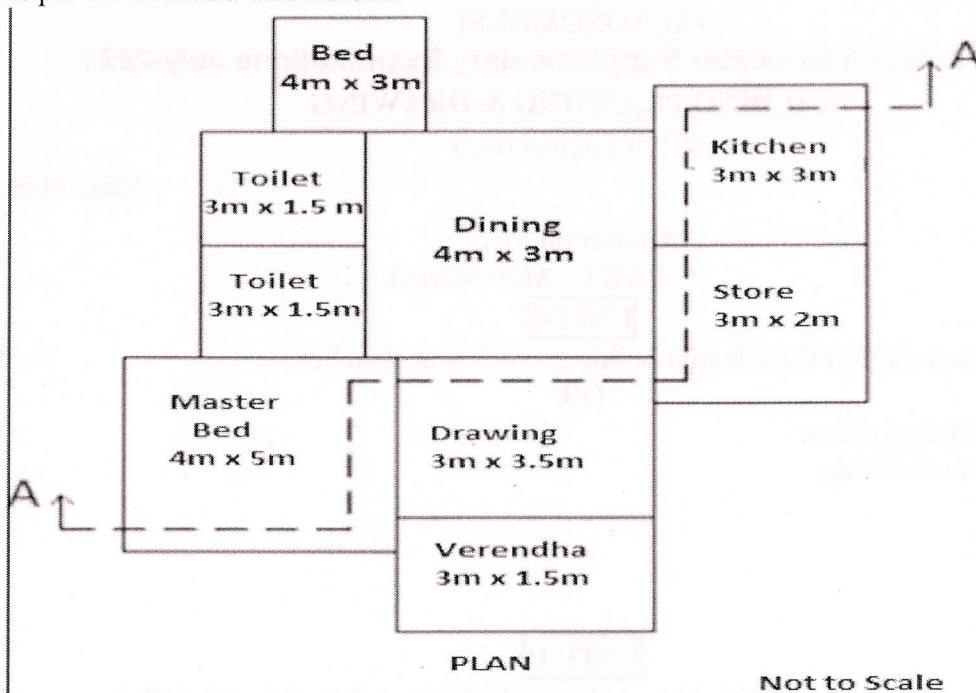 Bed
4m x 3m
A
Toilet
3m x 1.5 m
Kitchen
3m x 3m
Dining
4m x 3m
Toilet
3m x 1.5m
Store
3m x 2m
Master
Bed
4m x 5m
Drawing
3m x 3.5m
A
Verendha
3m x 1.5m
PLAN
Not to Scale